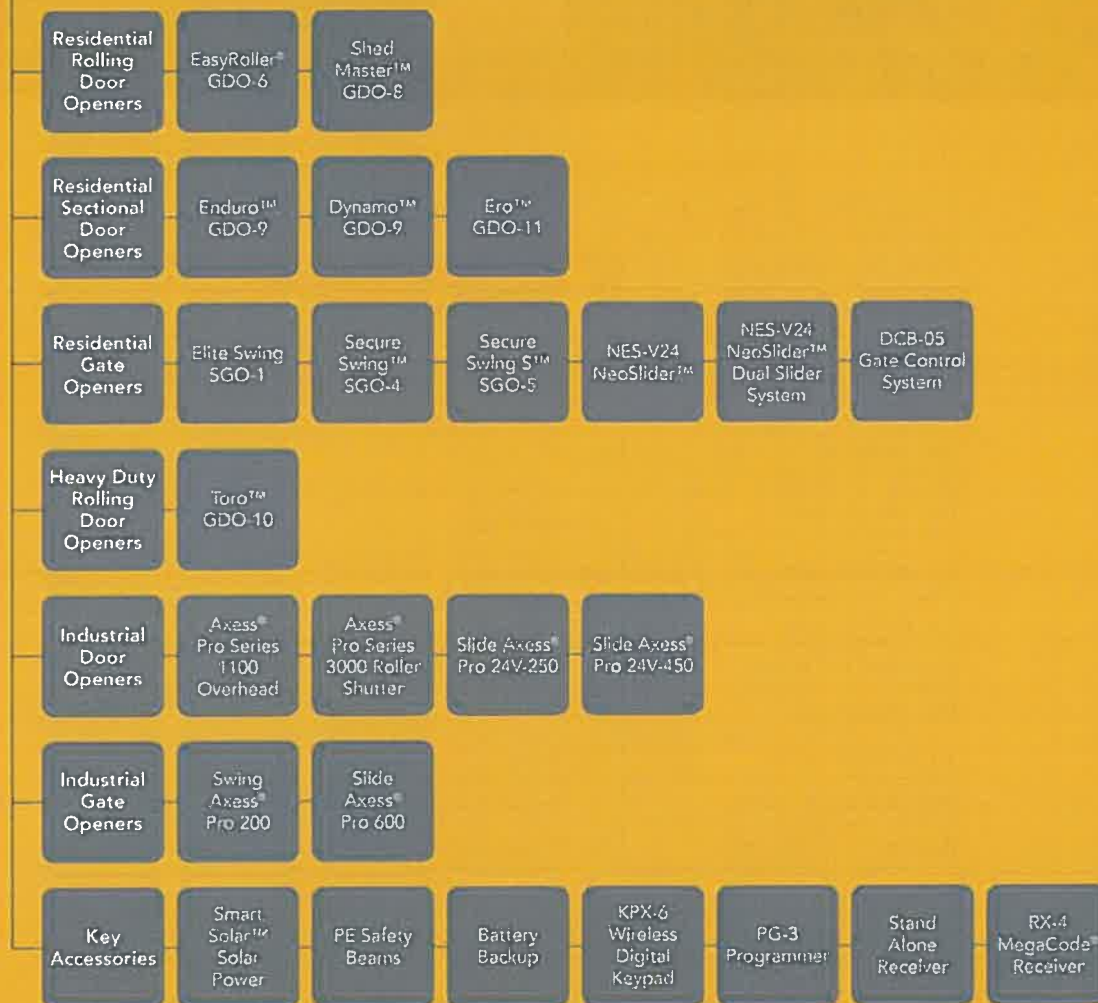 Residential
Rolling
Door
Openers
EasyRoller®
GDO-6
Shed
Master™
GDO-8
Residential
Sectional
Door
Openers
Enduro™
GDO-9
Dynamo™
GDO-9
Ero™
GDO-11
Residential
Gate
Openers
Elite Swing
SGO-1
Secure
Swing™
SGO-4
Secure
Swing S™
SGO-5
NES-V24
NeoSlider™
NES-V24
NeoSlider™
Dual Slider
System
DCB-05
Gate Control
System
Heavy Duty
Rolling
Door
Openers
Toro™
GDO-10
Industrial
Door
Openers
Axess®
Pro Series
1100
Overhead
Axess®
Pro Series
3000 Roller
Shutter
Slide Axess®
Pro 24V-250
Slide Axess®
Pro 24V-450
Industrial
Gate
Openers
Swing
Axess®
Pro 200
Slide
Axess®
Pro 600
Key
Accessories
Smart
Solar™
Solar
Power
PE Safety
Beams
Battery
Backup
KPX-6
Wireless
Digital
Keypad
PG-3
Programmer
Stand
Alone
Receiver
RX-4
MegaCode®
Receiver